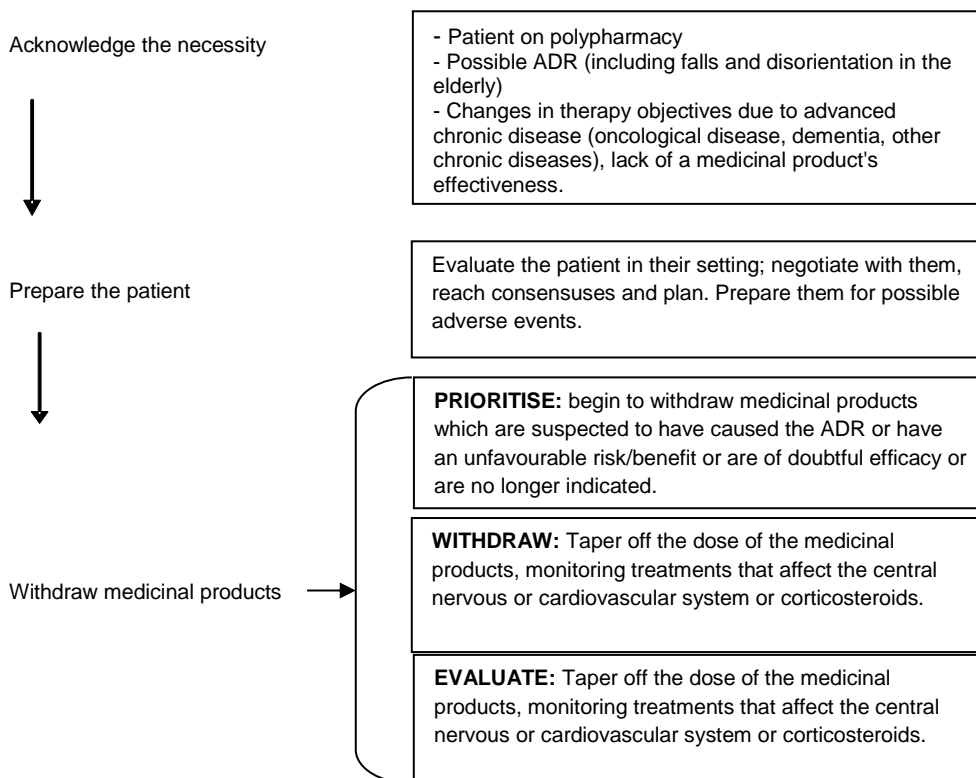 Acknowledge the necessity
- Patient on polypharmacy
- Possible ADR (including falls and disorientation in the
elderly)
- Changes in therapy objectives due to advanced
chronic disease (oncological disease, dementia, other
chronic diseases), lack of a medicinal product's
effectiveness.
Prepare the patient
Evaluate the patient in their setting; negotiate with them,
reach consensuses and plan. Prepare them for possible
adverse events.
Withdraw medicinal products
PRIORITISE: begin to withdraw medicinal products
which are suspected to have caused the ADR or have
an unfavourable risk/benefit or are of doubtful efficacy or
are no longer indicated.
WITHDRAW: Taper off the dose of the medicinal
products, monitoring treatments that affect the central
nervous or cardiovascular system or corticosteroids.
EVALUATE: Taper off the dose of the medicinal
products, monitoring treatments that affect the central
nervous or cardiovascular system or corticosteroids.